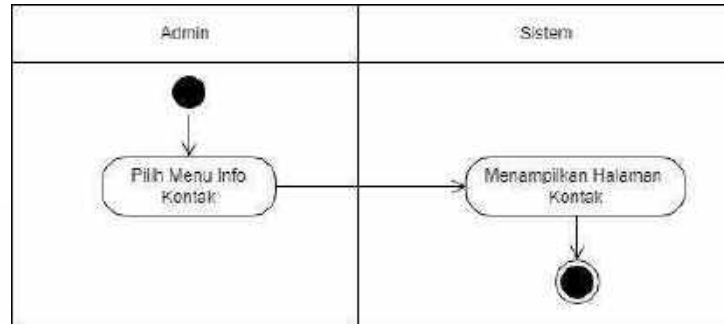 Admin
Sistem
Pilih Menu Info
Kontak
Menampilkan Halaman
Kontak